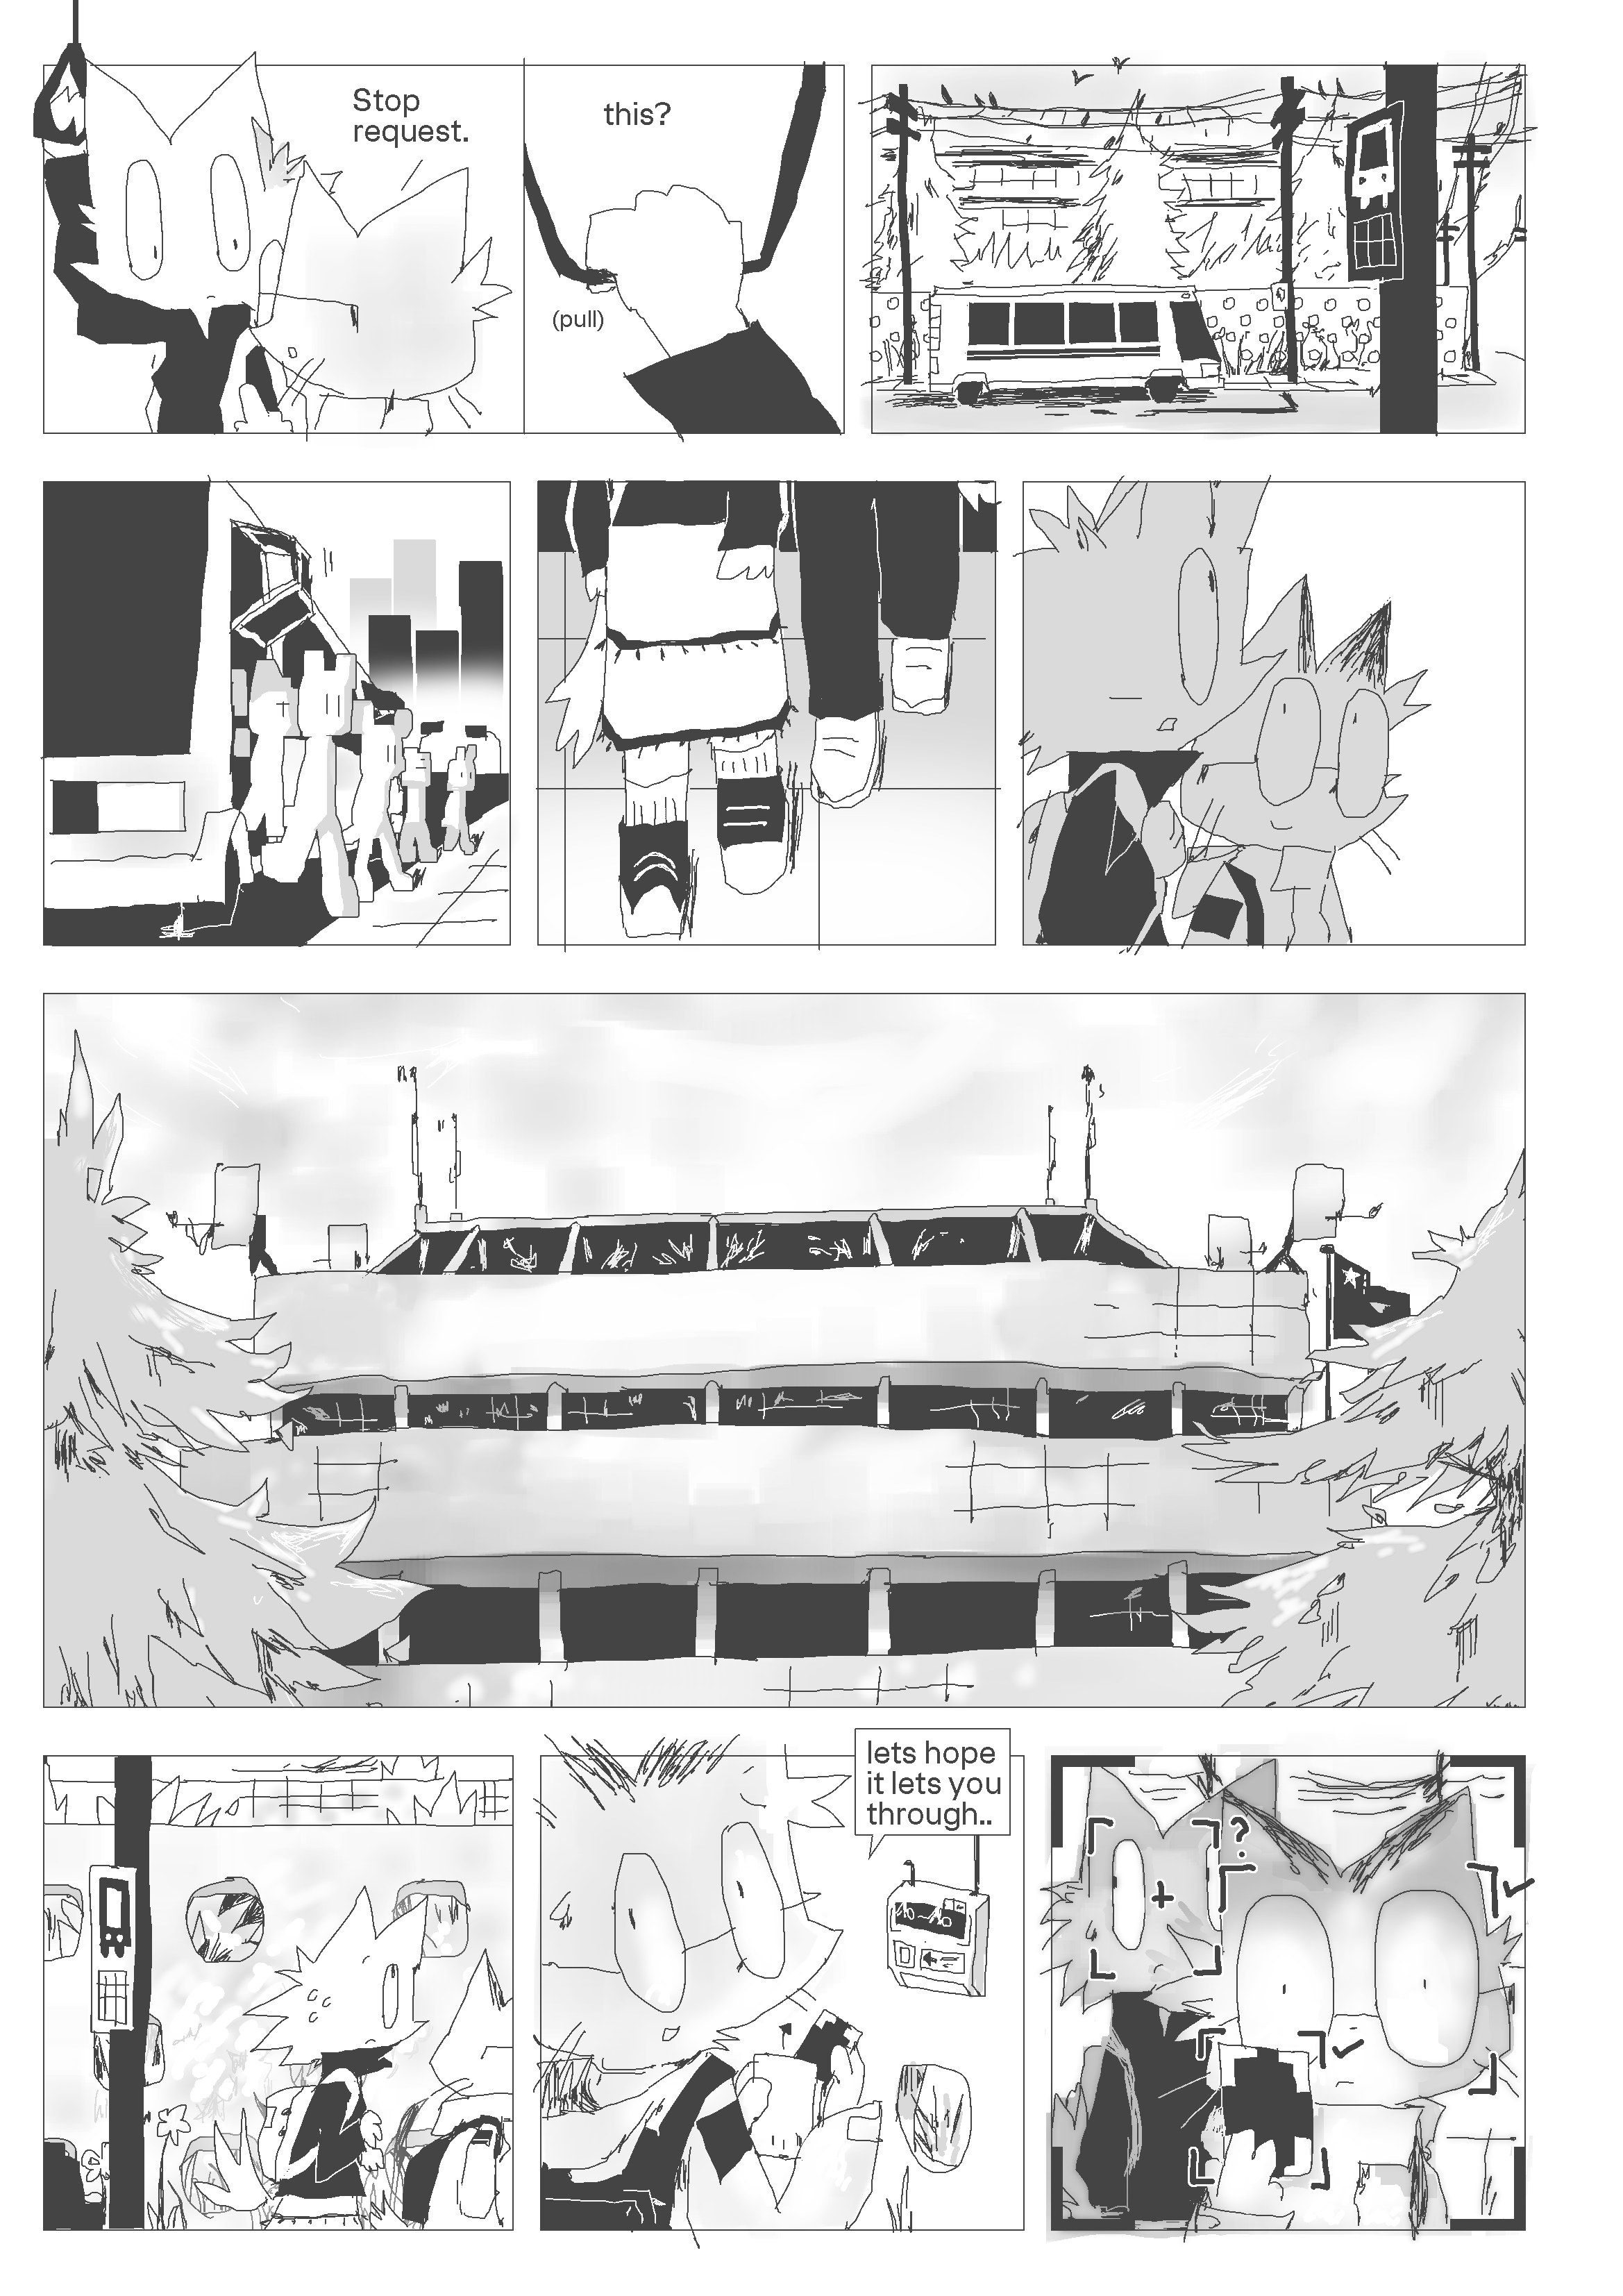 Stop
request.
this?
(pull)
lets hope
it lets you
through..
?